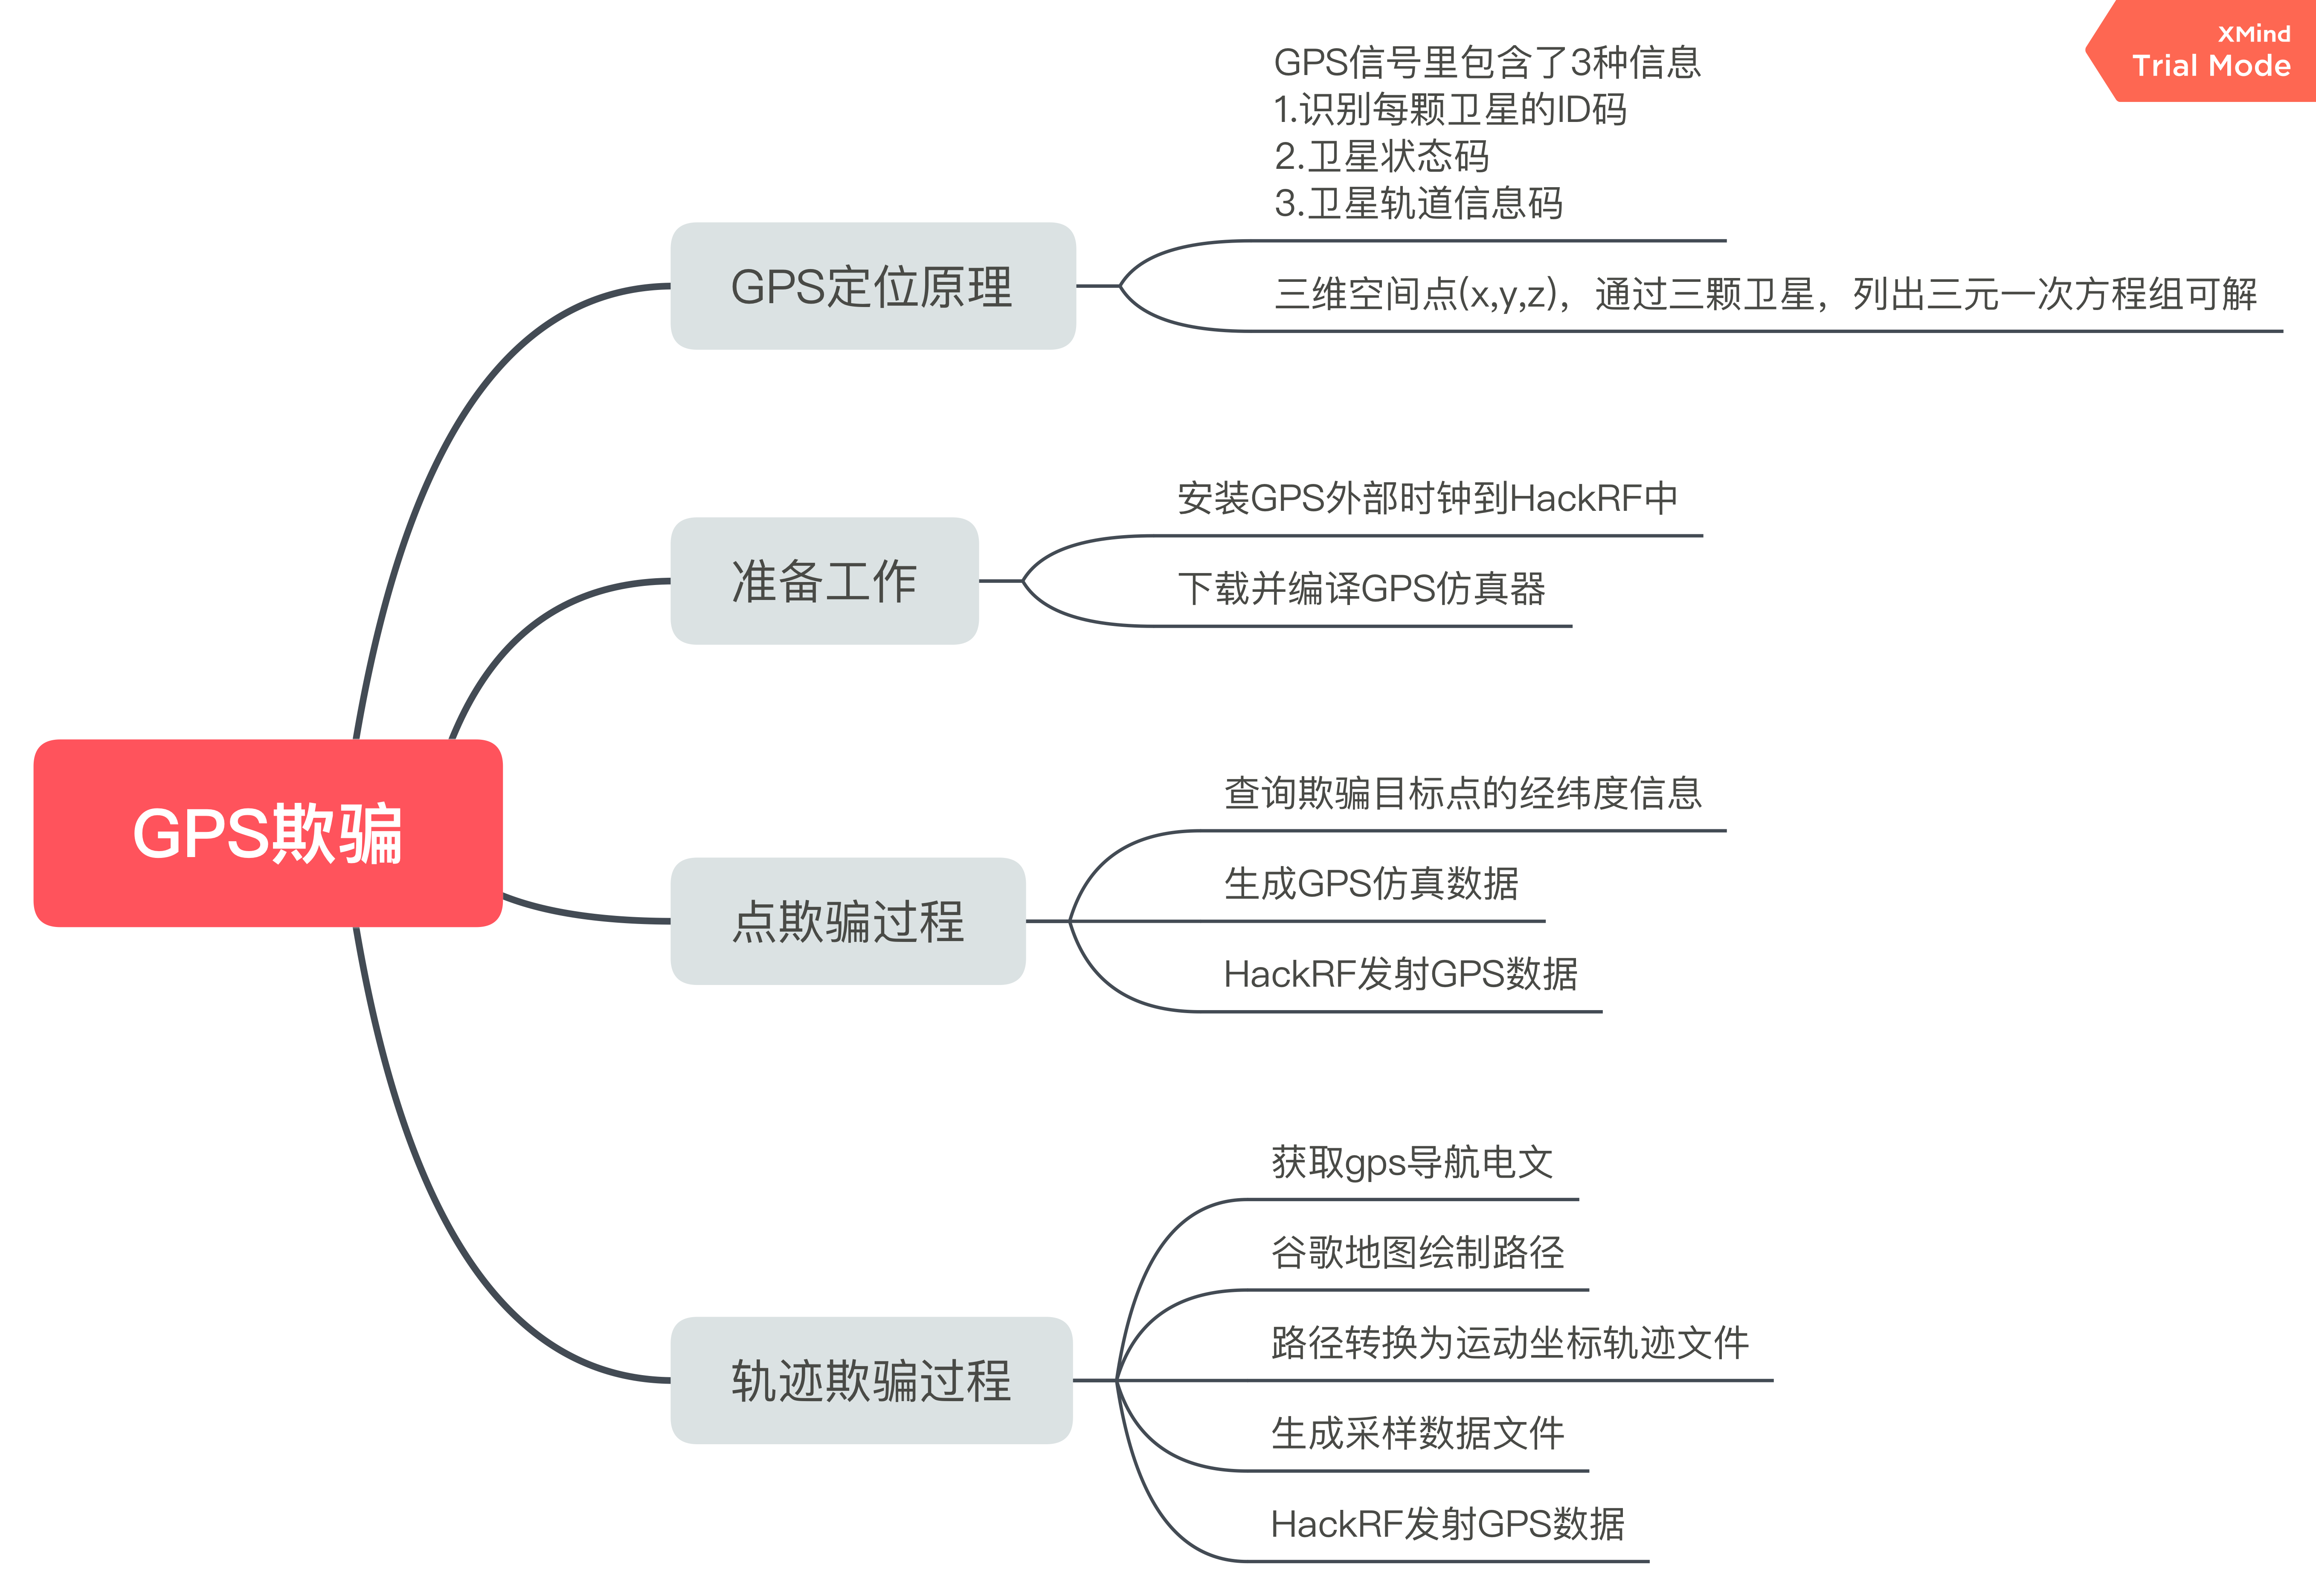 XMind
Trial Mode
GPS信号里包含了3种信息
1.识别每颗卫星的ID码
2.卫星状态码
3.卫星轨道信息码
GPS定位原理
三维空间点(x,y,z)，通过三颗卫星，列出三元一次方程组可解
安装GPS外部时钟到HackRF中
准备工作
下载并编译GPS仿真器
GPS欺骗
查询欺骗目标点的经纬度信息
生成GPS仿真数据
点欺骗过程
HackRF发射GPS数据
获取gps导航电文
谷歌地图绘制路径
路径转换为运动坐标轨迹文件
轨迹欺骗过程
生成采样数据文件
HackRF发射GPS数据